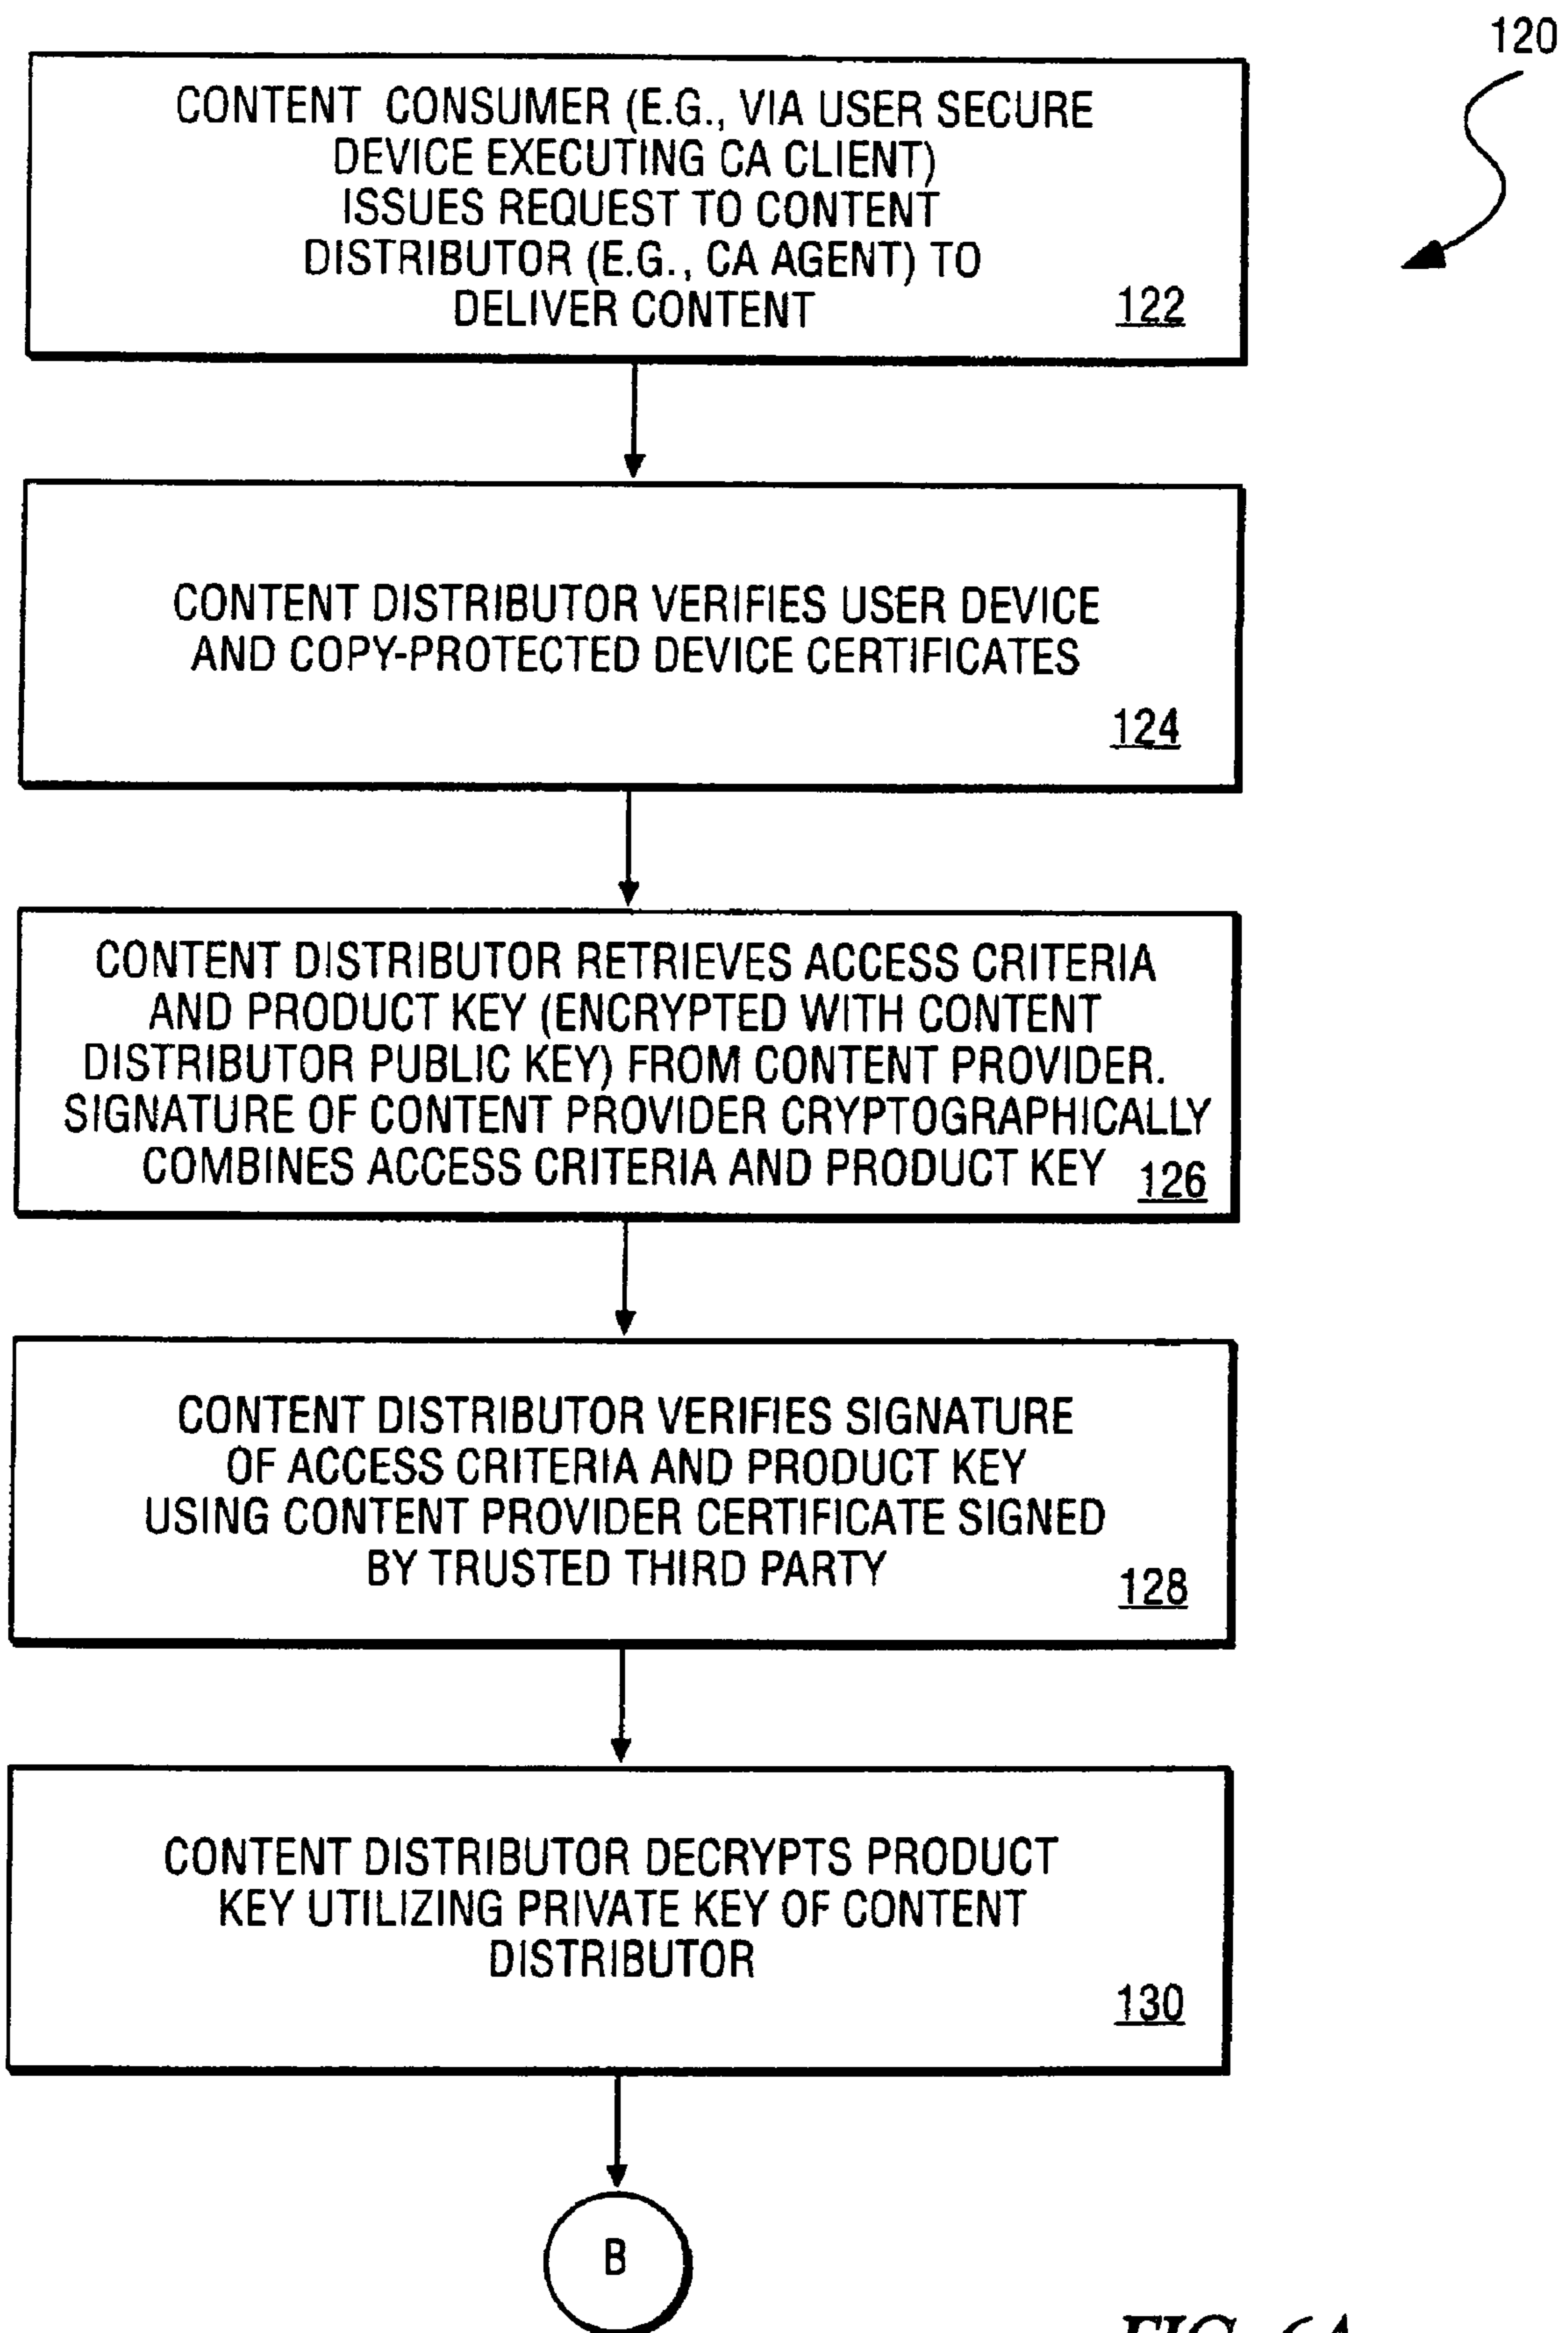 120
CONTENT CONSUMER (E.G., VIA USER SECURE
DEVICE EXECUTING CA CLIENT)
ISSUES REQUEST TO CONTENT
DISTRIBUTOR (E.G., CA AGENT) TO
DELIVER CONTENT
122
CONTENT DISTRIBUTOR VERIFIES USER DEVICE
AND COPY-PROTECTED DEVICE CERTIFICATES
124
CONTENT DISTRIBUTOR RETRIEVES ACCESS CRITERIA
AND PRODUCT KEY (ENCRYPTED WITH CONTENT
DISTRIBUTOR PUBLIC KEY) FROM CONTENT PROVIDER.
SIGNATURE OF CONTENT PROVIDER CRYPTOGRAPHICALLY
COMBINES ACCESS CRITERIA AND PRODUCT KEY 126
CONTENT DISTRIBUTOR VERIFIES SIGNATURE
OF ACCESS CRITERIA AND PRODUCT KEY
USING CONTENT PROVIDER CERTIFICATE SIGNED
BY TRUSTED THIRD PARTY
128
CONTENT DISTRIBUTOR DECRYPTS PRODUCT
KEY UTILIZING PRIVATE KEY OF CONTENT
DISTRIBUTOR
130
B
FIG. 6A